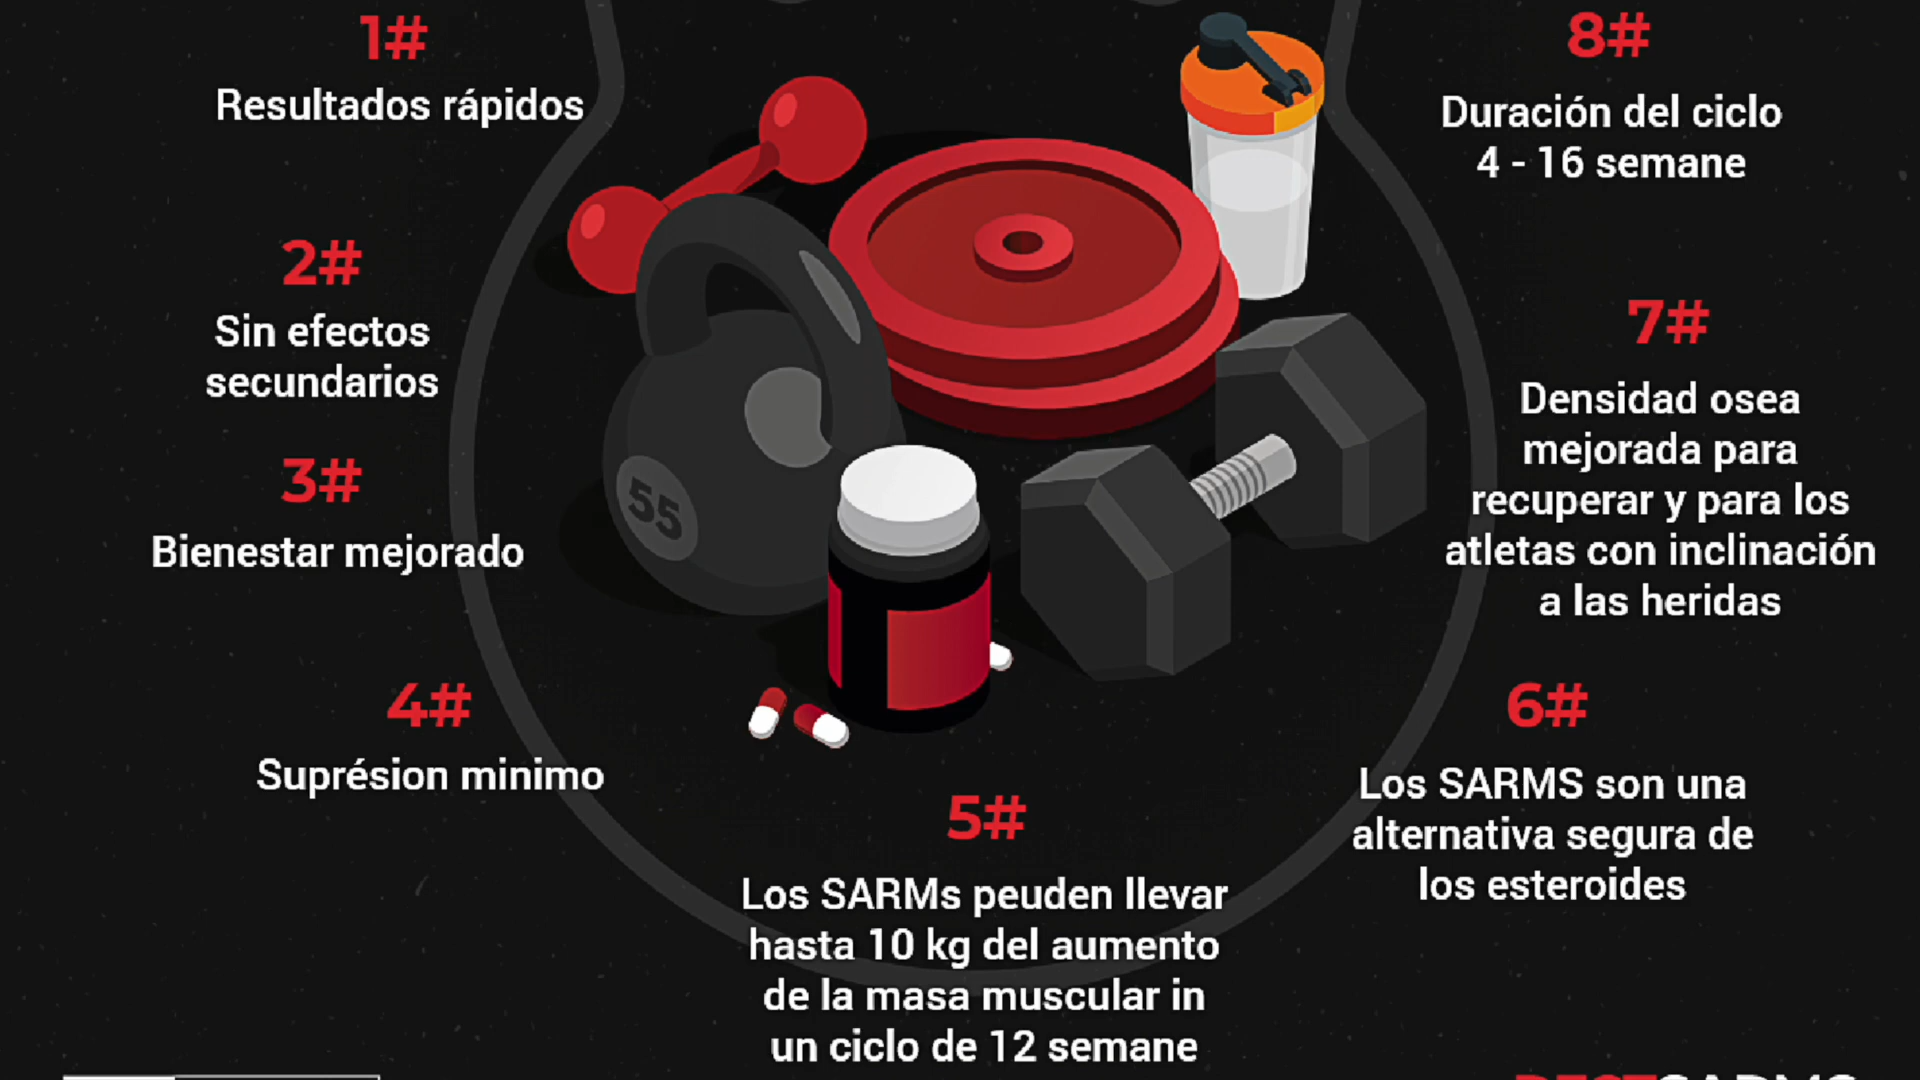 1#
Resultados rápidos
2#
Sin efectos
secundarios
3#
Bienestar mejorado
4#
Suprésion minimo
55
5#
Los SARMs peuden llevar
hasta 10 kg del aumento
de la masa muscular in
un ciclo de 12 semane
8#
Duración del ciclo
4 - 16 semane
7#
Densidad osea
mejorada para
recuperar y para los
atletas con inclinación
a las heridas
6#
Los SARMS son una
alternativa segura de
los esteroides